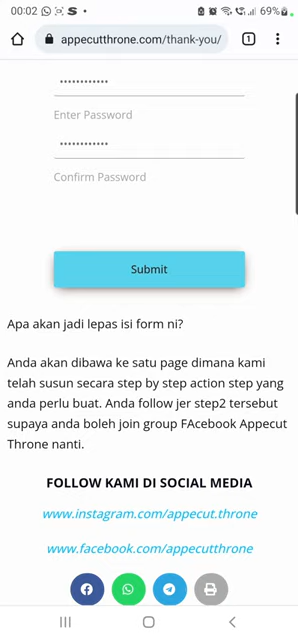 00:02
69%
appecutthrone.com/thank-you/
1
••••••••••••
Enter Password
••••••••••••
Confirm Password
Submit
Apa akan jadi lepas isi form ni?
Anda akan dibawa ke satu page dimana kami
telah susun secara step by step action step yang
anda perlu buat. Anda follow jer step2 tersebut
supaya anda boleh join group FAcebook Appecut
Throne nanti.
FOLLOW KAMI DI SOCIAL MEDIA
www.instagram.com/appecut.throne
www.facebook.com/appecutthrone